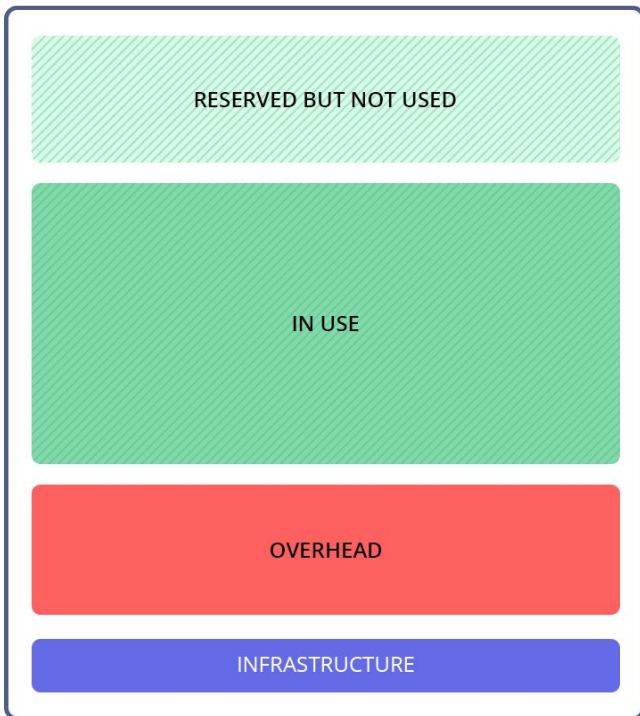 RESERVED BUT NOT USED
IN USE
OVERHEAD
INFRASTRUCTURE